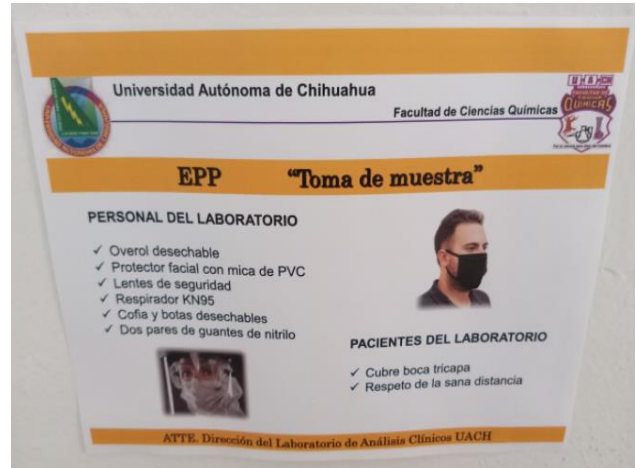 Universidad Autónoma de Chihuahua
Facultad de Ciencias Químicas
EPP "Toma de muestra"
PERSONAL DEL LABORATORIO
✓ Overol desechable
✓ Protector facial con mica de PVC
✓ Lentes de seguridad
✓ Respirador KN95
✓ Cofia y botas desechables
✓ Dos pares de guantes de nitrilo
PACIENTES DEL LABORATORIO
✓ Cubre boca tricapa
✓ Respeto de la sana distancia
ATTE. Dirección del Laboratorio de Análisis Clínicos UACH